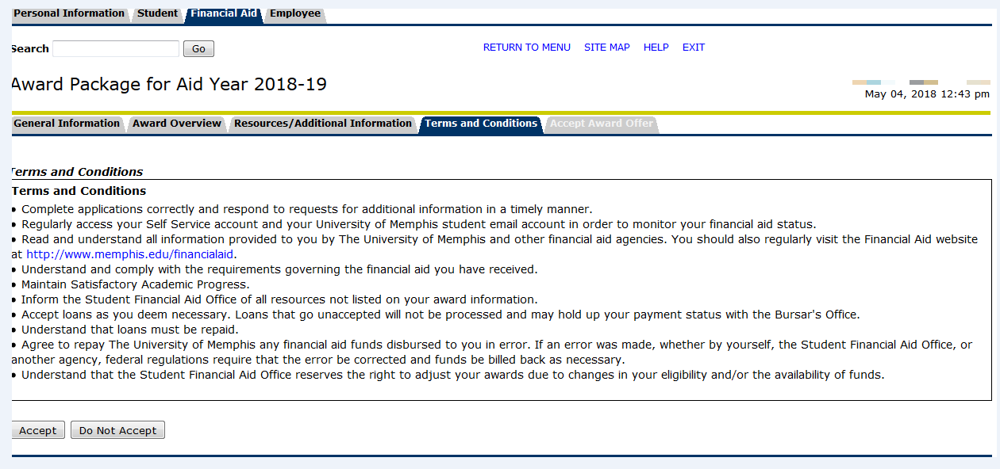 Personal Information Student Financial Aid Employee
Search Go RETURN TO MENU SITE MAP HELP EXIT
Award Package for Aid Year 2018-19
May 04, 2018 12:43 pm
General Information Award Overview Resources/Additional Information Terms and Conditions Accept Award Offer
Terms and Conditions
Terms and Conditions
• Complete applications correctly and respond to requests for additional information in a timely manner.
• Regularly access your Self Service account and your University of Memphis student email account in order to monitor your financial aid status.
• Read and understand all information provided to you by The University of Memphis and other financial aid agencies. You should also regularly visit the Financial Aid website
at http://www.memphis.edu/financialaid.
• Understand and comply with the requirements governing the financial aid you have received.
• Maintain Satisfactory Academic Progress.
• Inform the Student Financial Aid Office of all resources not listed on your award information.
• Accept loans as you deem necessary. Loans that go unaccepted will not be processed and may hold up your payment status with the Bursar's Office.
• Understand that loans must be repaid.
• Agree to repay The University of Memphis any financial aid funds disbursed to you in error. If an error was made, whether by yourself, the Student Financial Aid Office, or
another agency, federal regulations require that the error be corrected and funds be billed back as necessary.
• Understand that the Student Financial Aid Office reserves the right to adjust your awards due to changes in your eligibility and/or the availability of funds.
Accept Do Not Accept